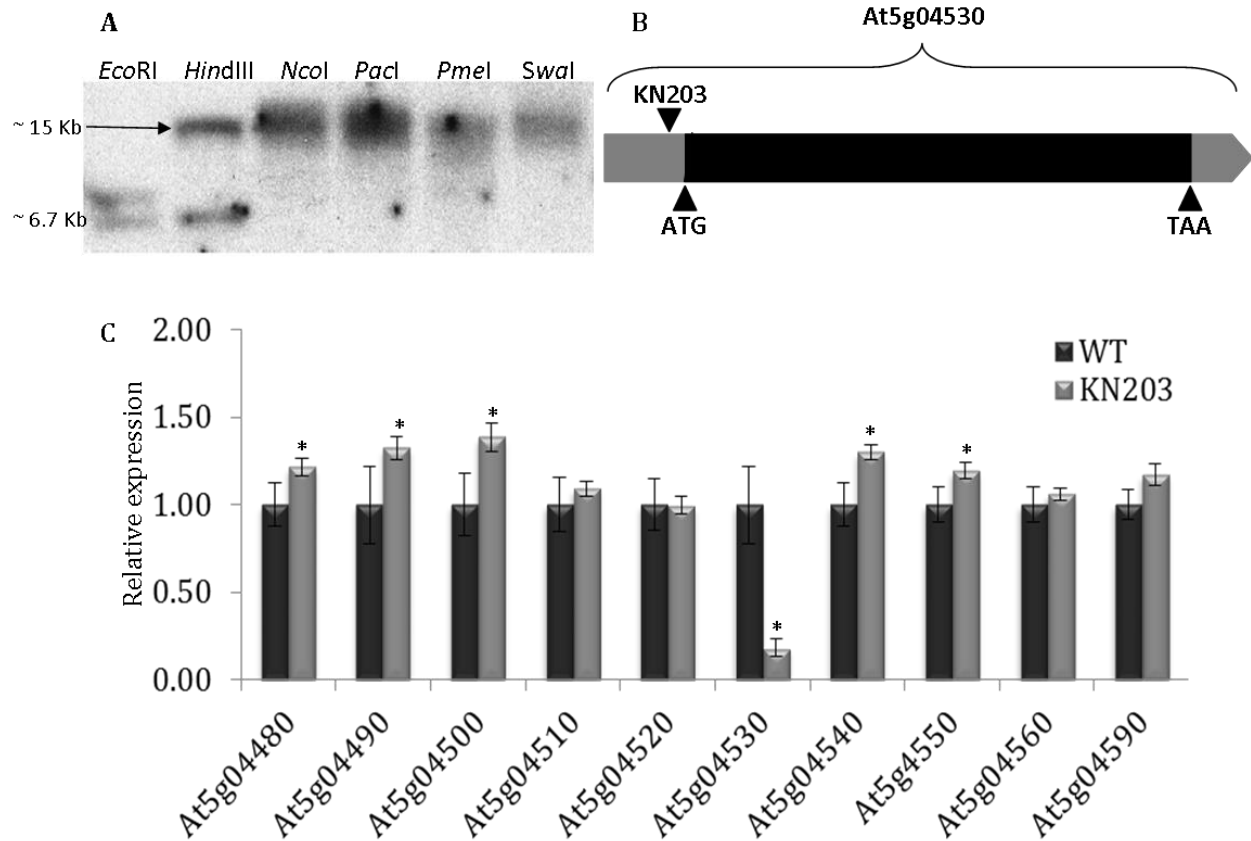 A
EcoRI HindIII NcoI PacI PmeI SwaI
~ 15 Kb
~ 6.7 Kb
B
At5g04530
KN203
ATG
TAA
C
Relative expression
2.00
1.50
1.00
0.50
0.00
WT
KN203
* * * * * *
At5g04480
At5g04490
At5g04500
At5g04510
At5g04520
At5g04530
At5g04540
At5g4550
At5g04560
At5g04590